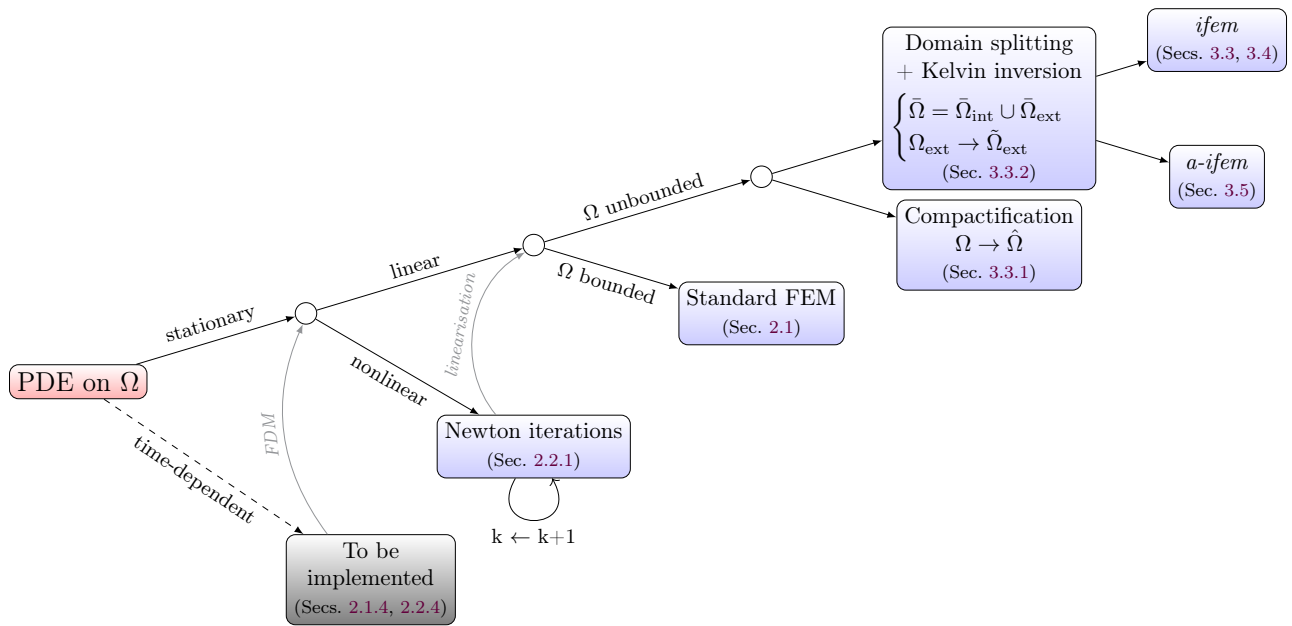 ifem
(Secs. 3.3, 3.4)
Domain splitting
+ Kelvin inversion
{ Ω̄ = Ω̄_int ∪ Ω̄_ext
Ω_ext → Ω̃_ext
(Sec. 3.3.2)
a-ifem
(Sec. 3.5)
Ω unbounded
Compactification
Ω → Ω̂
(Sec. 3.3.1)
linear
Ω bounded
Standard FEM
(Sec. 2.1)
stationary
linearisation
PDE on Ω
nonlinear
FDM
Newton iterations
(Sec. 2.2.1)
k ← k+1
time-dependent
To be
implemented
(Secs. 2.1.4, 2.2.4)